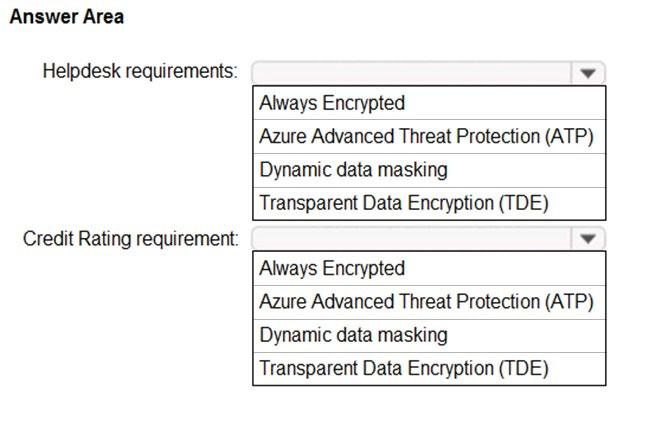 Answer Area
Helpdesk requirements:
Always Encrypted
Azure Advanced Threat Protection (ATP)
Dynamic data masking
Transparent Data Encryption (TDE)
Credit Rating requirement:
Always Encrypted
Azure Advanced Threat Protection (ATP)
Dynamic data masking
Transparent Data Encryption (TDE)